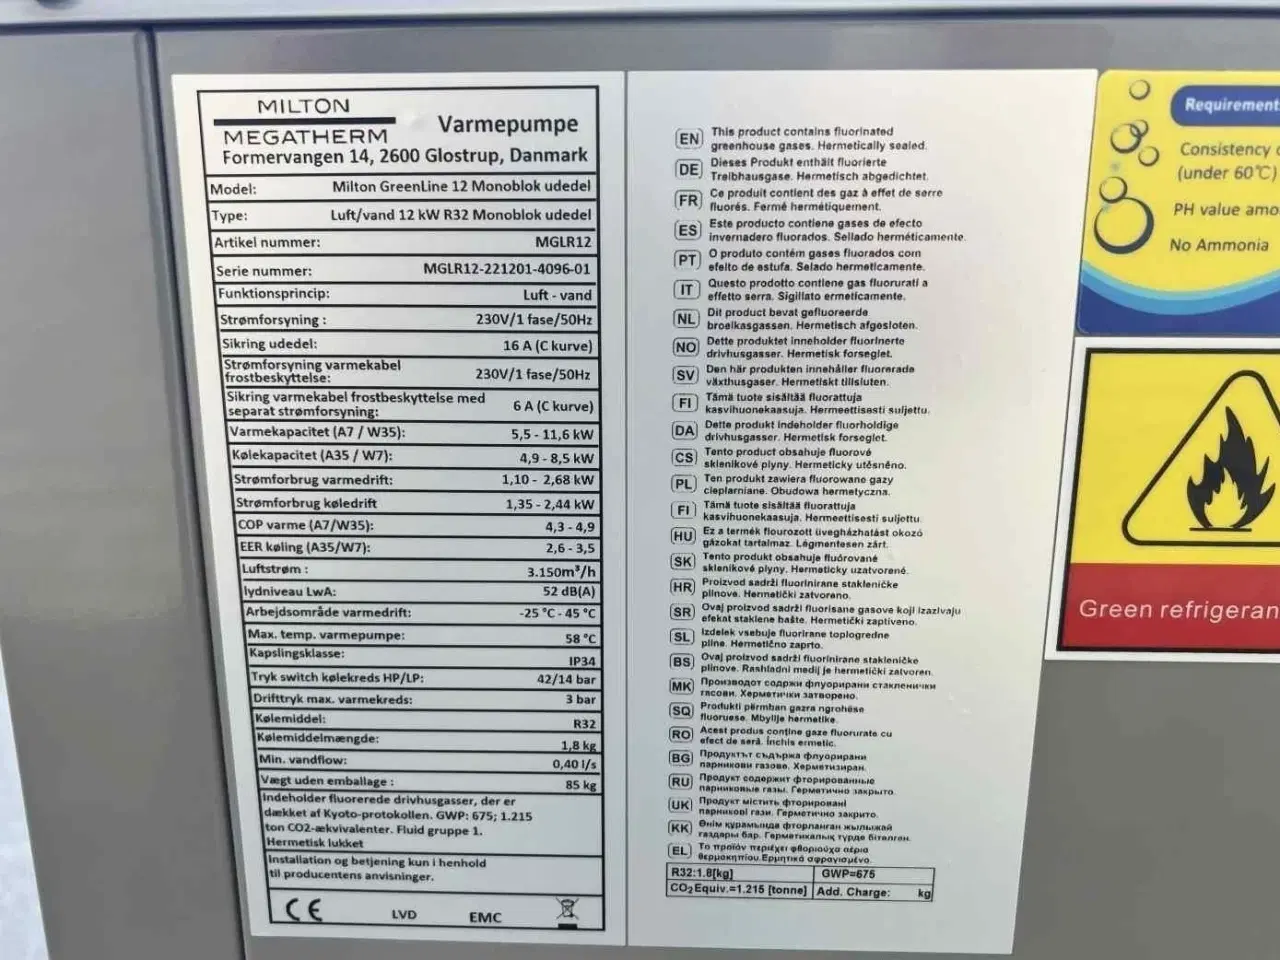 MILTON
MEGATHERM
Varmepumpe
Formervangen 14, 2600 Glostrup, Danmark
Model: Milton GreenLine 12 Monoblok udedel
Type: Luft/vand 12 kW R32 Monoblok udedel
Artikel nummer: MGLR12
Serie nummer: MGLR12-221201-4096-01
Funktionsprincip: Luft - vand
Strømforsyning : 230V/1 fase/50Hz
Sikring udedel: 16 A (C kurve)
Strømforsyning varmekabel
frostbeskyttelse: 230V/1 fase/50Hz
Sikring varmekabel frostbeskyttelse med
separat strømforsyning: 6 A (C kurve)
Varmekapacitet (A7 / W35): 5,5 - 11,6 kW
Kølekapacitet (A35 / W7): 4,9 - 8,5 kW
Strømforbrug varmedrift: 1,10 - 2,68 kW
Strømforbrug køledrift 1,35 - 2,44 kW
COP varme (A7/W35): 4,3 - 4,9
EER køling (A35/W7): 2,6 - 3,5
Luftstrøm : 3.150m³/h
lydniveau LwA: 52 dB(A)
Arbejdsområde varmedrift: -25 °C - 45 °C
Max. temp. varmepumpe: 58 °C
Kapslingsklasse: IP34
Tryk switch kølekreds HP/LP: 42/14 bar
Drifttryk max. varmekreds: 3 bar
Kølemiddel: R32
Kølemiddelmængde: 1,8 kg
Min. vandflow: 0,40 l/s
Vægt uden emballage : 85 kg
Indeholder fluorerede drivhusgasser, der er
dækket af Kyoto-protokollen. GWP: 675; 1.215
ton CO2-ækvivalenter. Fluid gruppe 1.
Hermetisk lukket
Installation og betjening kun i henhold
til producentens anvisninger.
CE LVD EMC
EN This product contains fluorinated
greenhouse gases. Hermetically sealed.
DE Dieses Produkt enthält fluorierte
Treibhausgase. Hermetisch abgedichtet.
FR Ce produit contient des gaz à effet de serre
fluorés. Fermé hermétiquement.
ES Este producto contiene gases de efecto
invernadero fluorados. Sellado herméticamente.
PT O produto contém gases fluorados com
efeito de estufa. Selado hermeticamente.
IT Questo prodotto contiene gas fluorurati a
effetto serra. Sigillato ermeticamente.
NL Dit product bevat gefluoreerde
broeikasgassen. Hermetisch afgesloten.
NO Dette produktet inneholder fluorinerte
drivhusgasser. Hermetisk forseglet.
SV Den här produkten innehåller fluorerade
växthusgaser. Hermetiskt tillsluten.
FI Tämä tuote sisältää fluorattuja
kasvihuonekaasuja. Hermeettisesti suljettu.
DA Dette produkt indeholder fluorholdige
drivhusgasser. Hermetisk forseglet.
CS Tento product obsahuje fluorové
skleníkové plyny. Hermeticky utěsněno.
PL Ten produkt zawiera fluorowane gazy
cieplarniane. Obudowa hermetyczna.
FI Tämä tuote sisältää fluorattuja
kasvihuonekaasuja. Hermeettisesti suljettu.
HU Ez a termék flourozott üvegházhatást okozó
gázokat tartalmaz. Légmentesen zárt.
SK Tento produkt obsahuje fluórované
skleníkové plyny. Hermeticky uzatvorené.
HR Proizvod sadrži fluorinirane stakleničke
plinove. Hermetički zatvoreno.
SR Ovaj proizvod sadrži fluorisane gasove koji izazivaju
efekat staklene bašte. Hermetički zaptiveno.
SL Izdelek vsebuje fluorirane toplogredne
pline. Hermetično zaprto.
BS Ovaj proizvod sadrži fluorinirane stakleničke
plinove. Rashladni medij je hermetički zatvoren.
MK Производот содржи флуорирани стакленички
гасови. Херметички затворено.
SQ Produkti përmban gazra ngrohëse
fluoruese. Mbyllje hermetike.
RO Acest produs conține gaze fluorurate cu
efect de seră. Închis ermetic.
BG Продуктът съдържа флуорирани
парникови газове. Херметизиран.
RU Продукт содержит фторированные
парниковые газы. Герметично закрыто.
UK Продукт містить фторировані
парникові гази. Герметично закрито.
KK Өнім құрамында фторланған жылыжай
газдары бар. Герметикалық түрде бітелген.
EL Το προϊόν περιέχει φθοριούχα αέρια
θερμοκηπίου.Ερμητικά σφραγισμένο.
R32:1.8[kg] GWP=675
CO2Equiv.=1.215 [tonne] Add. Charge: kg
Requirement
Consistency
(under 60℃)
PH value amo
No Ammonia
Green refrigeran